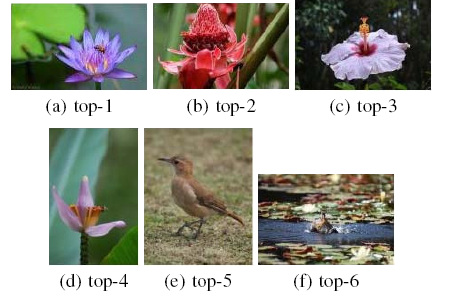 (a) top-1
(b) top-2
(c) top-3
(d) top-4
(e) top-5
(f) top-6